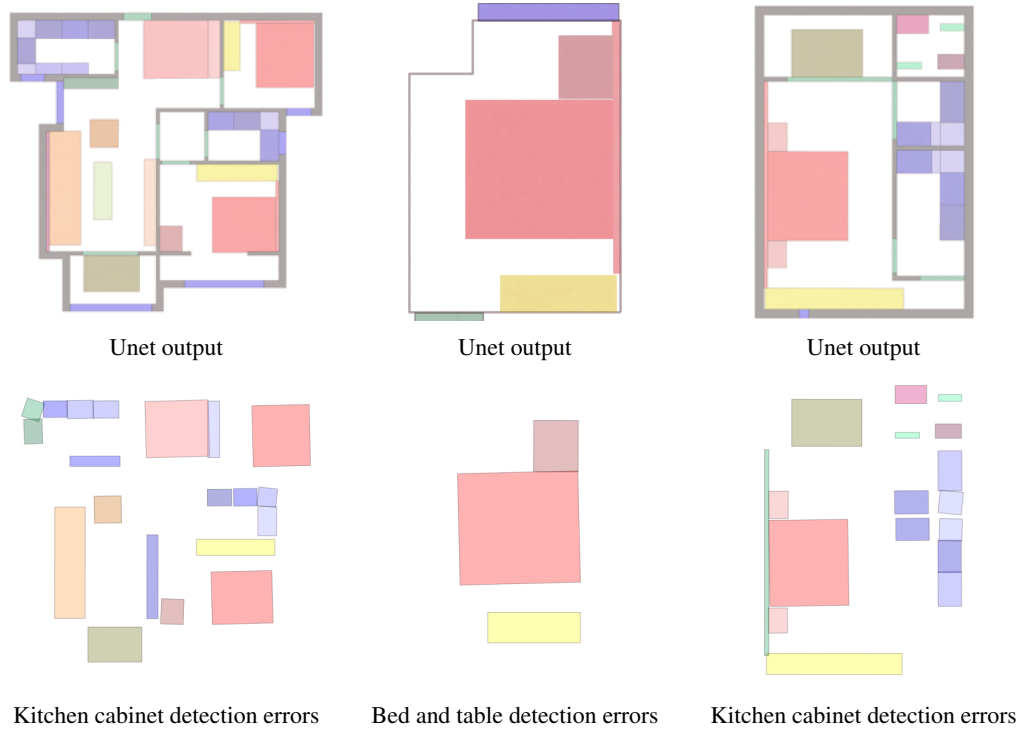 Unet output
Unet output
Unet output
Kitchen cabinet detection errors
Bed and table detection errors
Kitchen cabinet detection errors